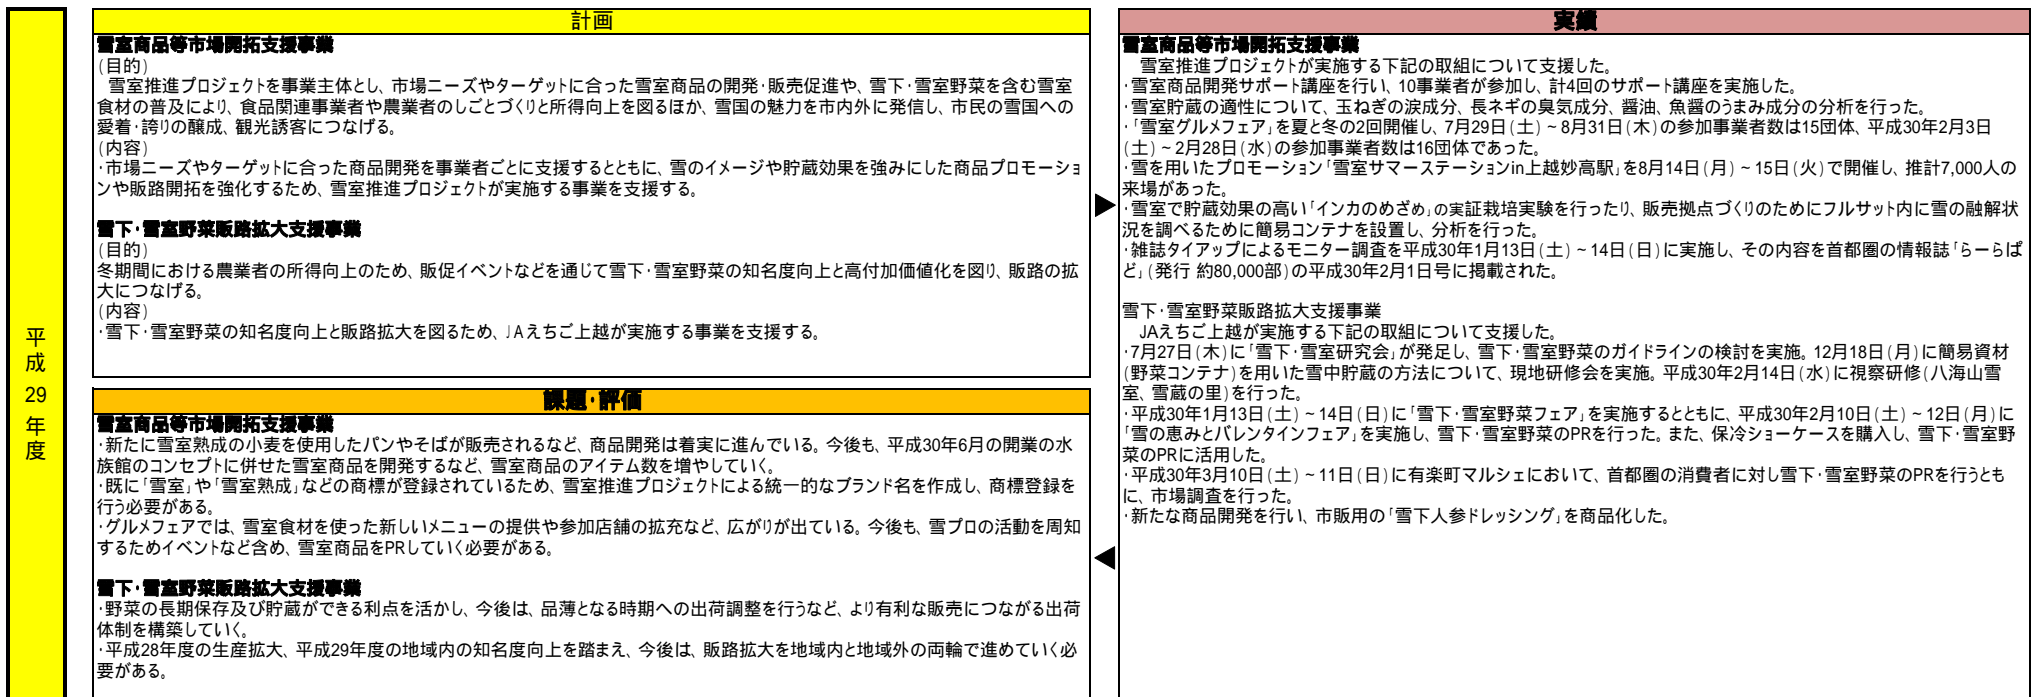 平成29年度
計画
雪室商品等市場開拓支援事業
(目的)
　雪室推進プロジェクトを事業主体とし、市場ニーズやターゲットに合った雪室商品の開発･販売促進や、雪下･雪室野菜を含む雪室
食材の普及により、食品関連事業者や農業者のしごとづくりと所得向上を図るほか、雪国の魅力を市内外に発信し、市民の雪国への
愛着･誇りの醸成、観光誘客につなげる。
(内容)
･市場ニーズやターゲットに合った商品開発を事業者ごとに支援するとともに、雪のイメージや貯蔵効果を強みにした商品プロモーショ
ンや販路開拓を強化するため、雪室推進プロジェクトが実施する事業を支援する。
雪下･雪室野菜販路拡大支援事業
(目的)
冬期間における農業者の所得向上のため、販促イベントなどを通じて雪下･雪室野菜の知名度向上と高付加価値化を図り、販路の拡
大につなげる。
(内容)
･雪下･雪室野菜の知名度向上と販路拡大を図るため、JAえちご上越が実施する事業を支援する。
課題･評価
雪室商品等市場開拓支援事業
･新たに雪室熟成の小麦を使用したパンやそばが販売されるなど、商品開発は着実に進んでいる。今後も、平成30年6月の開業の水
族館のコンセプトに併せた雪室商品を開発するなど、雪室商品のアイテム数を増やしていく。
･既に「雪室」や「雪室熟成」などの商標が登録されているため、雪室推進プロジェクトによる統一的なブランド名を作成し、商標登録を
行う必要がある。
･グルメフェアでは、雪室食材を使った新しいメニューの提供や参加店舗の拡充など、広がりが出ている。今後も、雪プロの活動を周知
するためイベントなど含め、雪室商品をPRしていく必要がある。
雪下･雪室野菜販路拡大支援事業
･野菜の長期保存及び貯蔵ができる利点を活かし、今後は、品薄となる時期への出荷調整を行うなど、より有利な販売につながる出荷
体制を構築していく。
･平成28年度の生産拡大、平成29年度の地域内の知名度向上を踏まえ、今後は、販路拡大を地域内と地域外の両輪で進めていく必
要がある。
実績
雪室商品等市場開拓支援事業
　雪室推進プロジェクトが実施する下記の取組について支援した。
･雪室商品開発サポート講座を行い、10事業者が参加し、計4回のサポート講座を実施した。
･雪室貯蔵の適性について、玉ねぎの涙成分、長ネギの臭気成分、醤油、魚醤のうまみ成分の分析を行った。
･「雪室グルメフェア」を夏と冬の2回開催し、7月29日(土)~8月31日(木)の参加事業者数は15団体、平成30年2月3日
(土)~2月28日(水)の参加事業者数は16団体であった。
･雪を用いたプロモーション「雪室サマーステーションin上越妙高駅」を8月14日(月)~15日(火)で開催し、推計7,000人の
来場があった。
･雪室で貯蔵効果の高い「インカのめざめ」の実証栽培実験を行ったり、販売拠点づくりのためにフルサット内に雪の融解状
況を調べるために簡易コンテナを設置し、分析を行った。
･雑誌タイアップによるモニター調査を平成30年1月13日(土)~14日(日)に実施し、その内容を首都圏の情報誌「らーらぱ
ど」(発行 約80,000部)の平成30年2月1日号に掲載された。
雪下･雪室野菜販路拡大支援事業
　JAえちご上越が実施する下記の取組について支援した。
･7月27日(木)に「雪下･雪室研究会」が発足し、雪下･雪室野菜のガイドラインの検討を実施。12月18日(月)に簡易資材
(野菜コンテナ)を用いた雪中貯蔵の方法について、現地研修会を実施。平成30年2月14日(水)に視察研修(八海山雪
室、雪蔵の里)を行った。
･平成30年1月13日(土)~14日(日)に「雪下･雪室野菜フェア」を実施するとともに、平成30年2月10日(土)~12日(月)に
「雪の恵みとバレンタインフェア」を実施し、雪下･雪室野菜のPRを行った。また、保冷ショーケースを購入し、雪下･雪室野
菜のPRに活用した。
･平成30年3月10日(土)~11日(日)に有楽町マルシェにおいて、首都圏の消費者に対し雪下･雪室野菜のPRを行うととも
に、市場調査を行った。
･新たな商品開発を行い、市販用の「雪下人参ドレッシング」を商品化した。